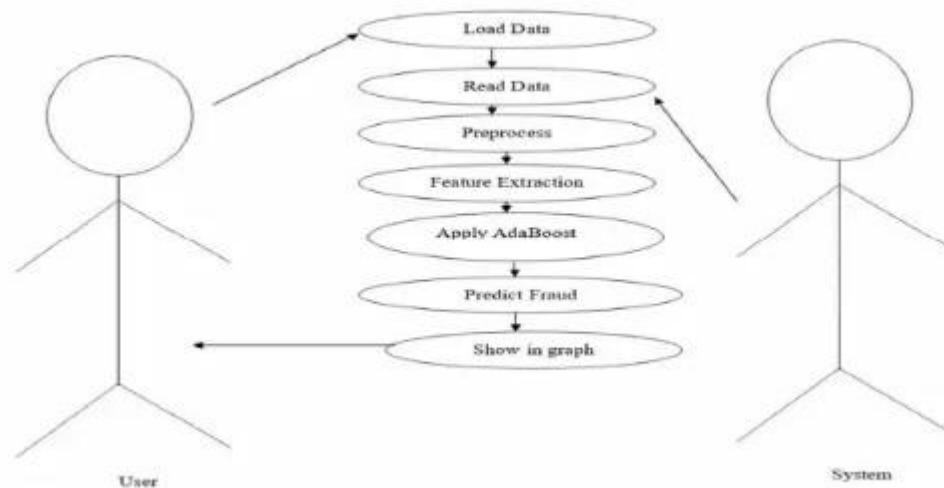 Load Data
Read Data
Preprocess
Feature Extraction
Apply AdaBoost
Predict Fraud
Show in graph
User
System